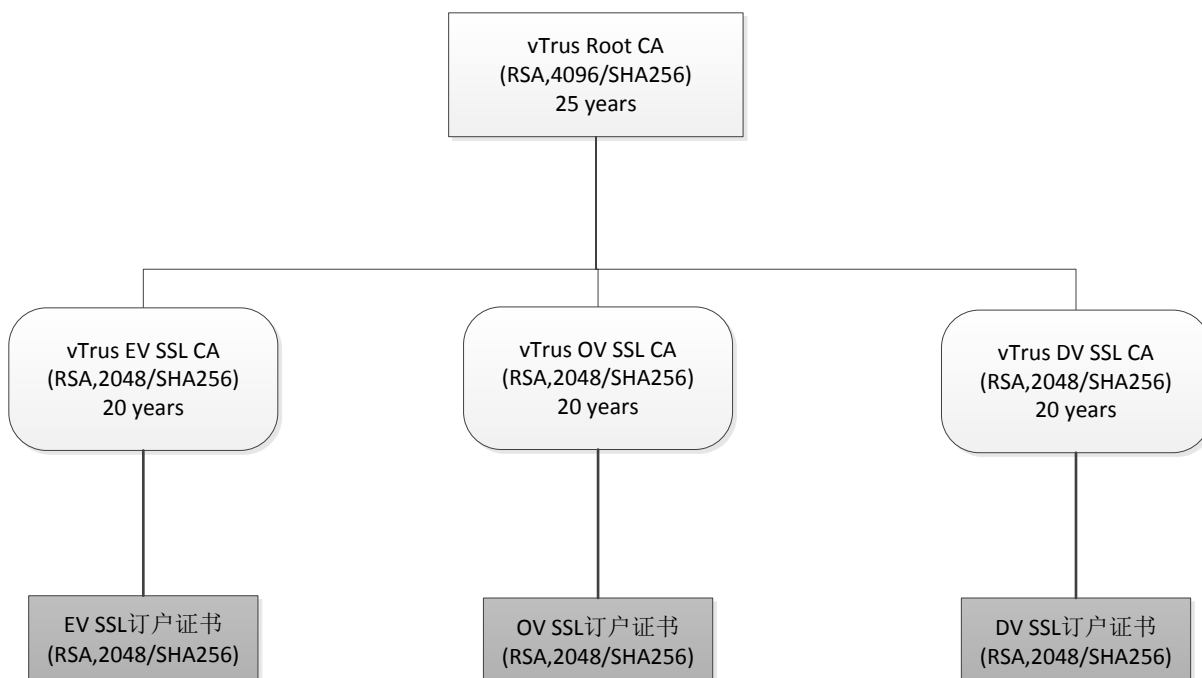 vTrus Root CA
(RSA,4096/SHA256)
25 years
vTrus EV SSL CA
(RSA,2048/SHA256)
20 years
vTrus OV SSL CA
(RSA,2048/SHA256)
20 years
vTrus DV SSL CA
(RSA,2048/SHA256)
20 years
EV SSL订户证书
(RSA,2048/SHA256)
OV SSL订户证书
(RSA,2048/SHA256)
DV SSL订户证书
(RSA,2048/SHA256)